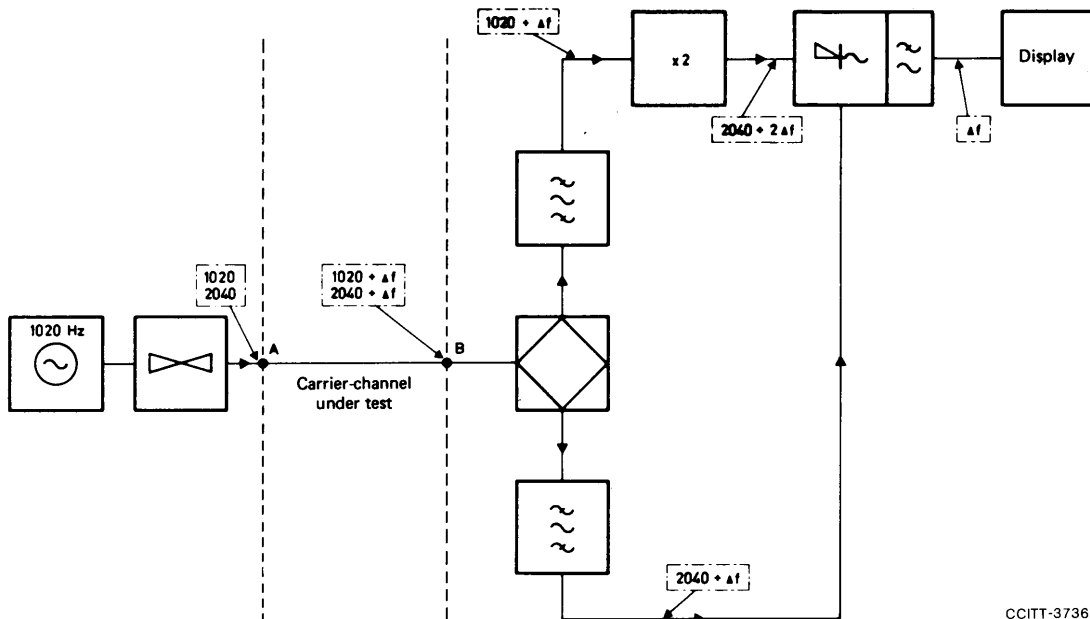 1020 + Δf
x 2
2040 + 2 Δf
Display
Δf
1020
2040
1020 + Δf
2040 + Δf
1020 Hz
A
B
Carrier-channel
under test
2040 + Δf
CCITT-3736